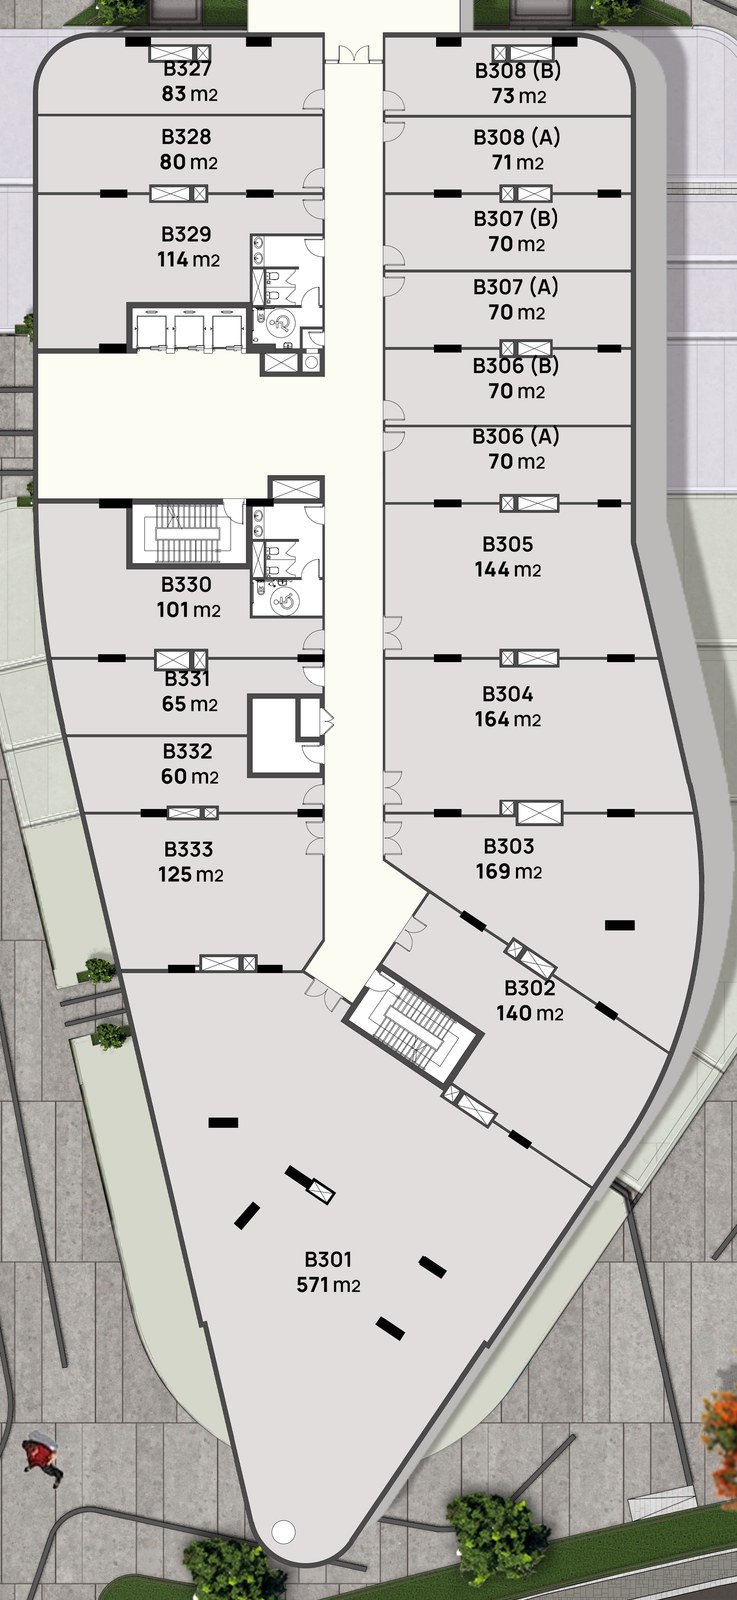 B327
83 m2
B308 (B)
73 m2
B328
80 m2
B308 (A)
71 m2
B329
114 m2
B307 (B)
70 m2
B307 (A)
70 m2
B306 (B)
70 m2
B306 (A)
70 m2
B305
144 m2
B330
101 m2
B331
65 m2
B304
164 m2
B332
60 m2
B333
125 m2
B303
169 m2
B302
140 m2
B301
571 m2